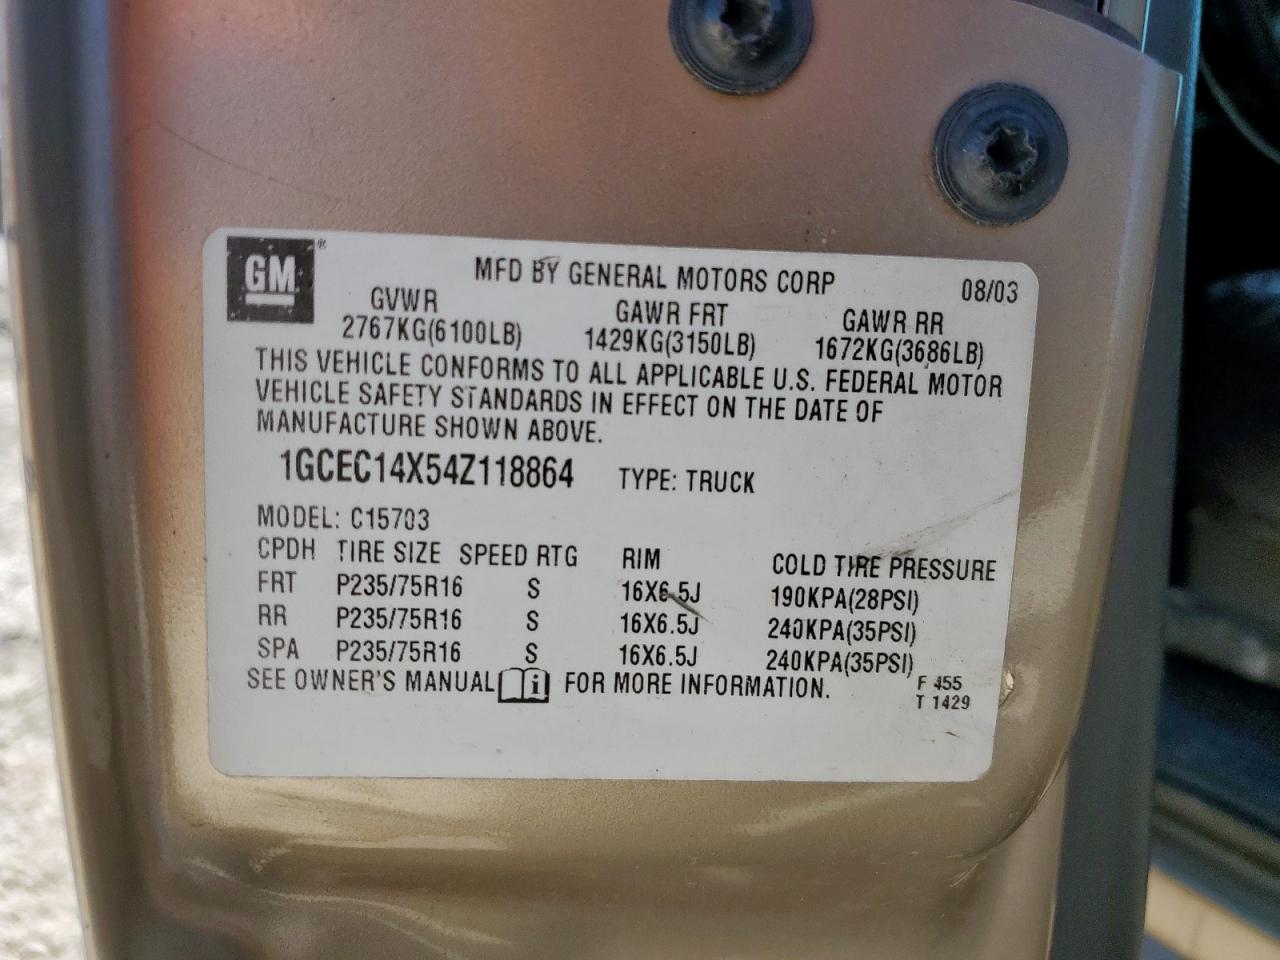 GM®
MFD BY GENERAL MOTORS CORP 08/03
GVWR GAWR FRT GAWR RR
2767KG(6100LB) 1429KG(3150LB) 1672KG(3686LB)
THIS VEHICLE CONFORMS TO ALL APPLICABLE U.S. FEDERAL MOTOR
VEHICLE SAFETY STANDARDS IN EFFECT ON THE DATE OF
MANUFACTURE SHOWN ABOVE.
1GCEC14X54Z118864 TYPE: TRUCK
MODEL: C15703
CPDH TIRE SIZE SPEED RTG RIM COLD TIRE PRESSURE
FRT P235/75R16 S 16X6.5J 190KPA(28PSI)
RR P235/75R16 S 16X6.5J 240KPA(35PSI)
SPA P235/75R16 S 16X6.5J 240KPA(35PSI)
SEE OWNER'S MANUAL i FOR MORE INFORMATION.
F 455
T 1429